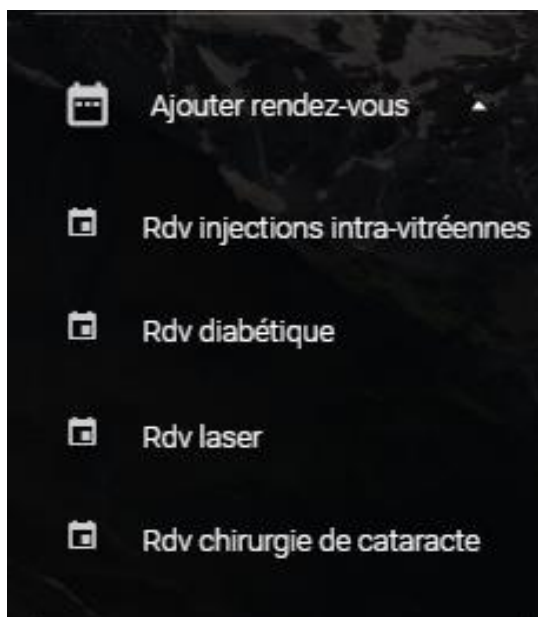 Ajouter rendez-vous
Rdv injections intra-vitréennes
Rdv diabétique
Rdv laser
Rdv chirurgie de cataracte